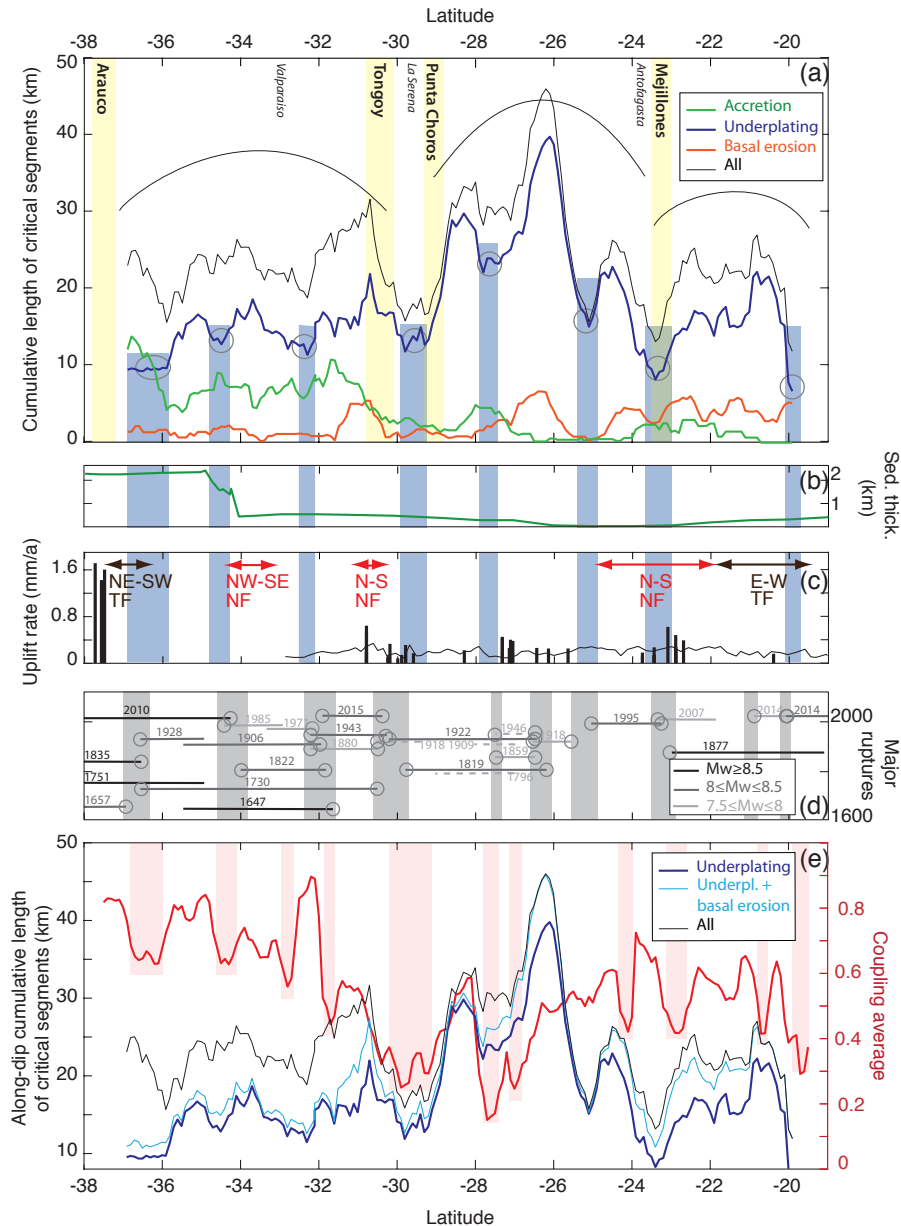 Latitude
-38 -36 -34 -32 -30 -28 -26 -24 -22 -20
50
40
30
20
10
0
Cumulative length of critical segments (km)
Arauco
Valparaiso
Tongoy
La Serena
Punta Choros
Antofagasta
Mejillones
(a)
Accretion
Underplating
Basal erosion
All
(b)
2
1
Sed. thick.
(km)
(c)
1.6
0.8
0
Uplift rate (mm/a)
NE-SW
TF
NW-SE
NF
N-S
NF
N-S
NF
E-W
TF
2010
1985
1971
2015
1946
1995
2007
2014
2014
1928
1906
1943
1880
1922
1918 1909
1918
1835
1822
1859
1877
1751
1730
1819
1796
1657
1647
2000
1600
Major
ruptures
Mw≥8.5
8≤Mw≤8.5
7.5≤Mw≤8
(d)
(e)
50
40
30
20
10
Along-dip cumulative length
of critical segments (km)
Underplating
Underpl. +
basal erosion
All
0.8
0.6
0.4
0.2
0
Coupling average
-38 -36 -34 -32 -30 -28 -26 -24 -22 -20
Latitude